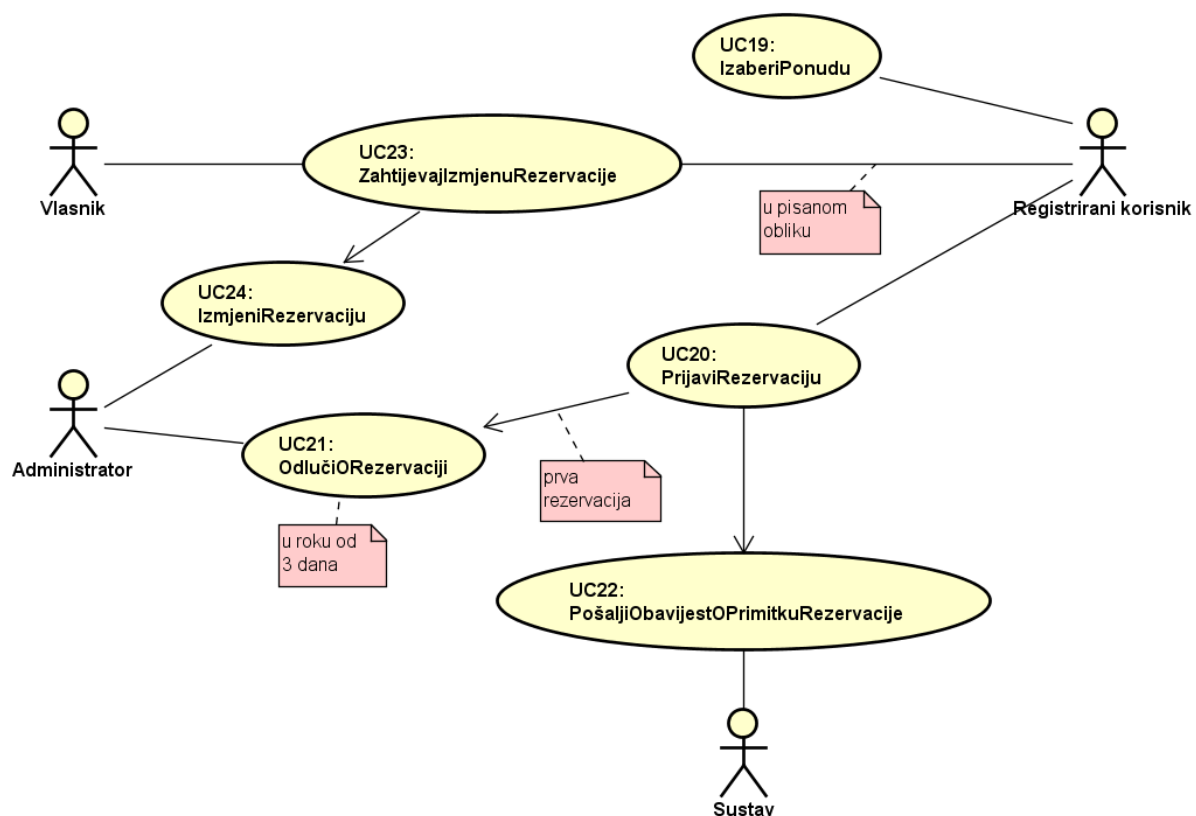 UC19:
IzaberiPonudu
UC23:
ZahtijevajIzmjenuRezervacije
Vlasnik
u pisanom
obliku
Registrirani korisnik
UC24:
IzmjeniRezervaciju
UC20:
PrijaviRezervaciju
Administrator
UC21:
OdlučiORezervaciji
prva
rezervacija
u roku od
3 dana
UC22:
PošaljiObavijestOPrimitkuRezervacije
Sustav